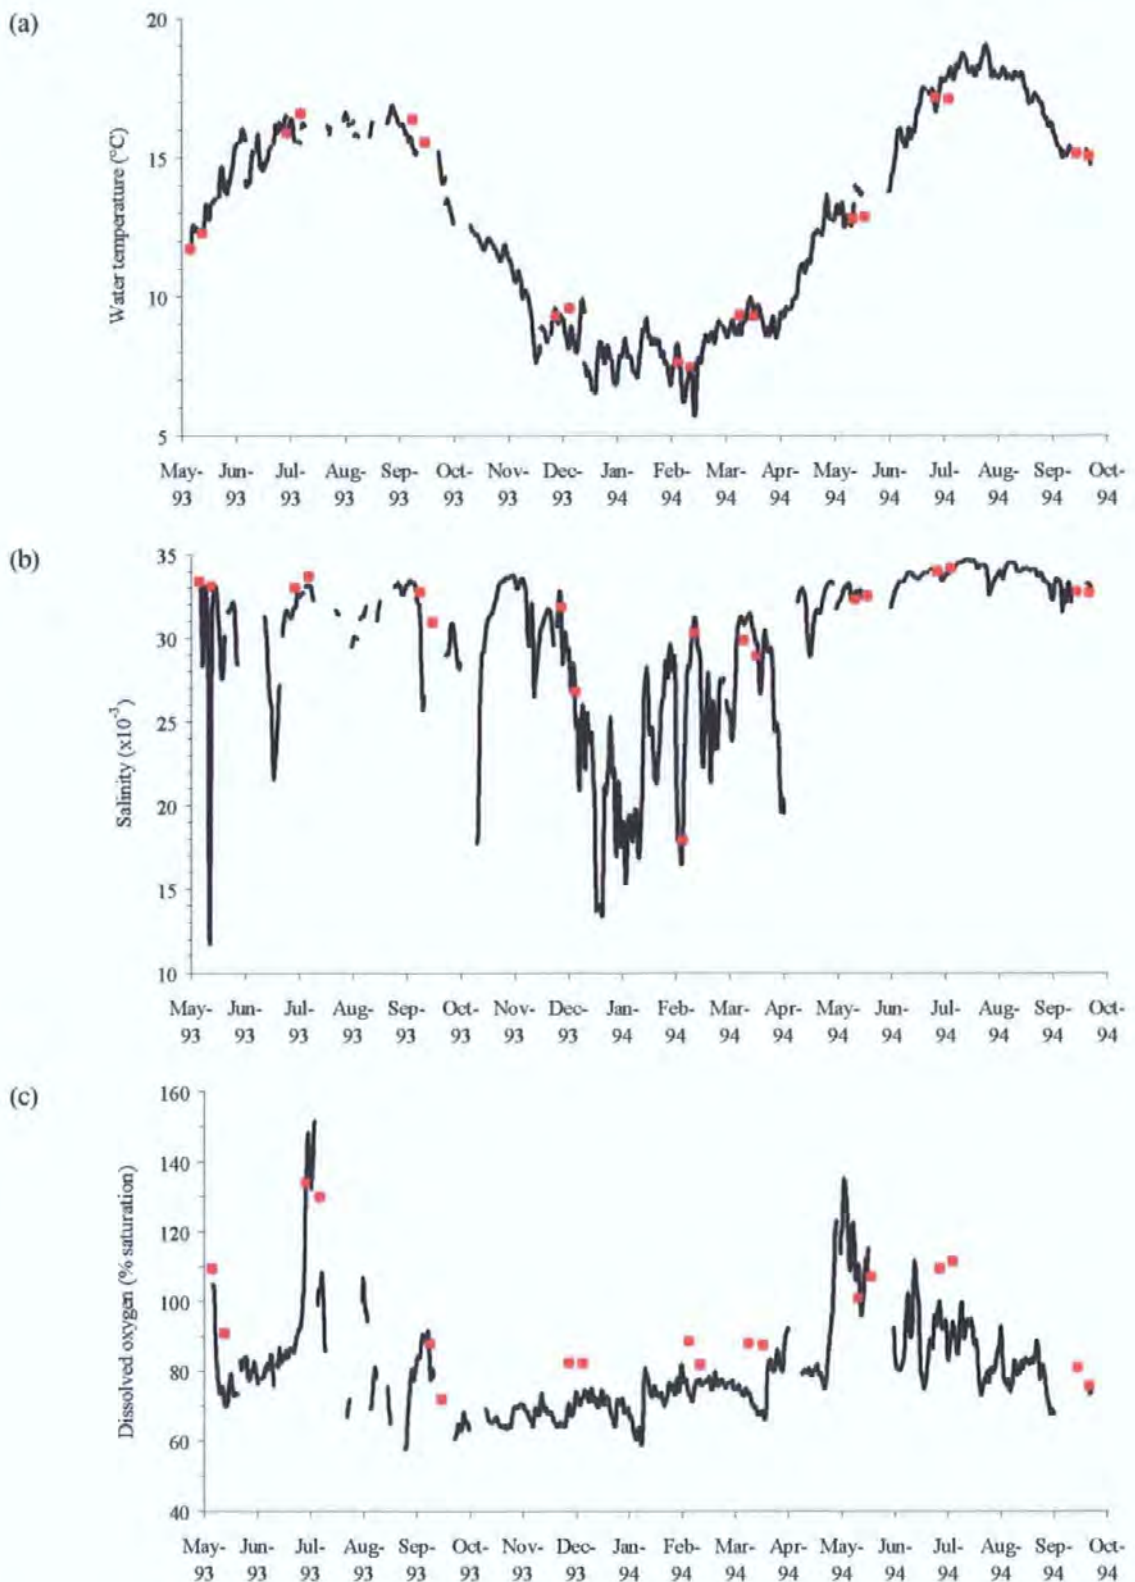 (a)
20
15
10
5
Water temperature (°C)
May- Jun- Jul- Aug- Sep- Oct- Nov- Dec- Jan- Feb- Mar- Apr- May- Jun- Jul- Aug- Sep- Oct-
93 93 93 93 93 93 93 93 94 94 94 94 94 94 94 94 94 94
(b)
35
30
25
20
15
10
Salinity (x10⁻³)
May- Jun- Jul- Aug- Sep- Oct- Nov- Dec- Jan- Feb- Mar- Apr- May- Jun- Jul- Aug- Sep- Oct-
93 93 93 93 93 93 93 93 94 94 94 94 94 94 94 94 94 94
(c)
160
140
120
100
80
60
40
Dissolved oxygen (% saturation)
May- Jun- Jul- Aug- Sep- Oct- Nov- Dec- Jan- Feb- Mar- Apr- May- Jun- Jul- Aug- Sep- Oct-
93 93 93 93 93 93 93 93 94 94 94 94 94 94 94 94 94 94